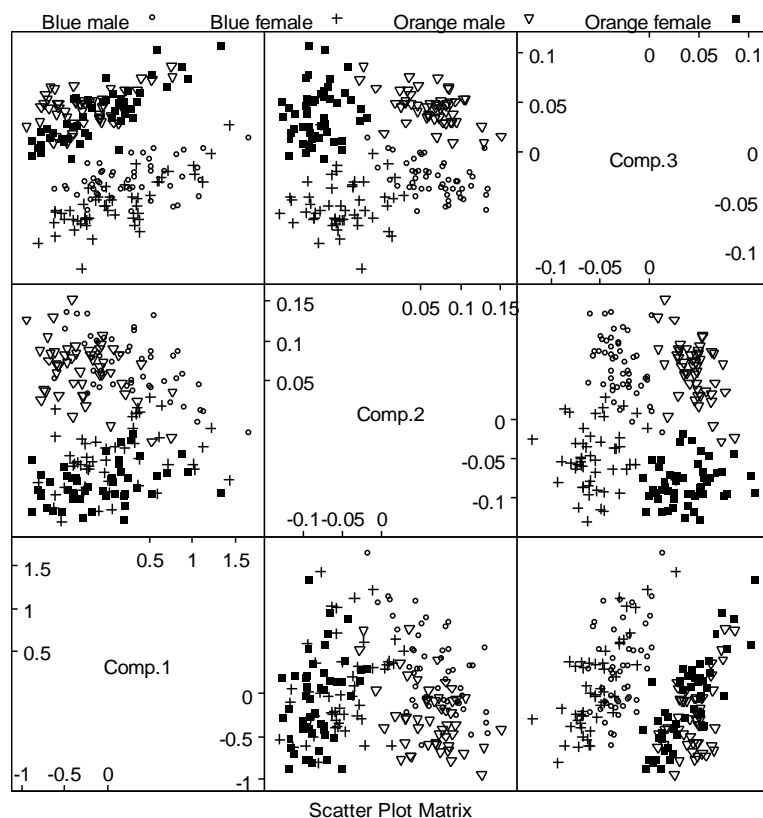 Blue male Blue female Orange male Orange female
0 0.05 0.1
0.1
0.05
0 0
Comp.3
-0.05
-0.1
-0.1 -0.05 0
0.05 0.1 0.15
0.15
0.1
0.05
Comp.2
0
-0.05
-0.1
-0.1 -0.05 0
0.5 1 1.5
1.5
1
0.5
Comp.1
0
-0.5
-1
-1 -0.5 0
Scatter Plot Matrix